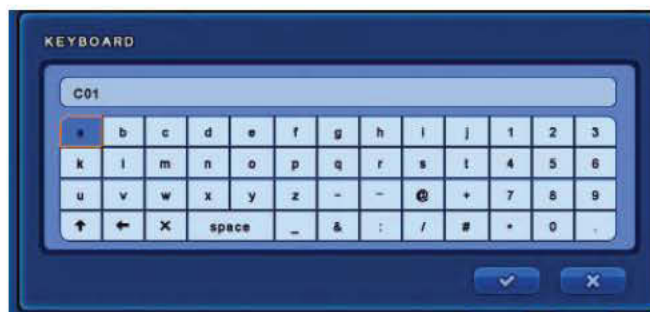 KEYBOARD
C01
a b c d e f g h i j 1 2 3
k l m n o p q r s t 4 5 6
u v w x y z - ¯ @ + 7 8 9
↑ ← × space _ & : / # * 0 .